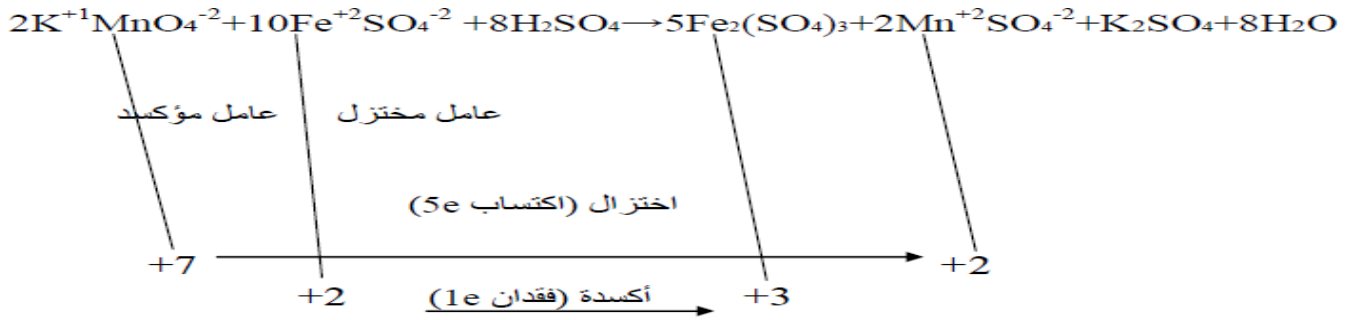 2K⁺¹MnO₄⁻²+10Fe⁺²SO₄⁻² +8H₂SO₄→5Fe₂(SO₄)₃+2Mn⁺²SO₄⁻²+K₂SO₄+8H₂O
عامل مؤكسد عامل مختزل
اختزال (اكتساب 5e)
+7 +2
+2 أكسدة (فقدان 1e) +3